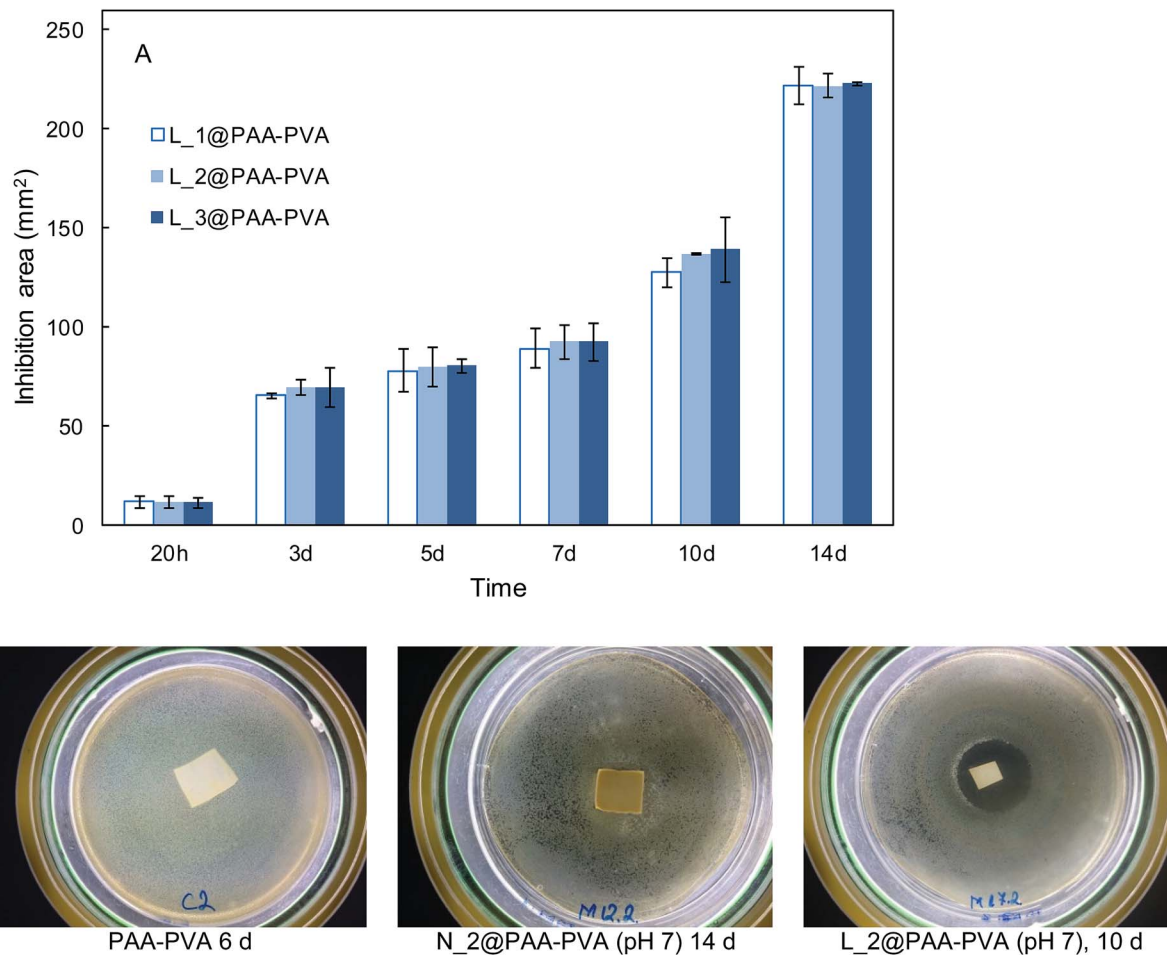 A
250
200
150
100
50
0
Inhibition area (mm²)
L_1@PAA-PVA
L_2@PAA-PVA
L_3@PAA-PVA
20h 3d 5d 7d 10d 14d
Time
C2
M12.2.
PAA-PVA 6 d
N_2@PAA-PVA (pH 7) 14 d
L_2@PAA-PVA (pH 7), 10 d